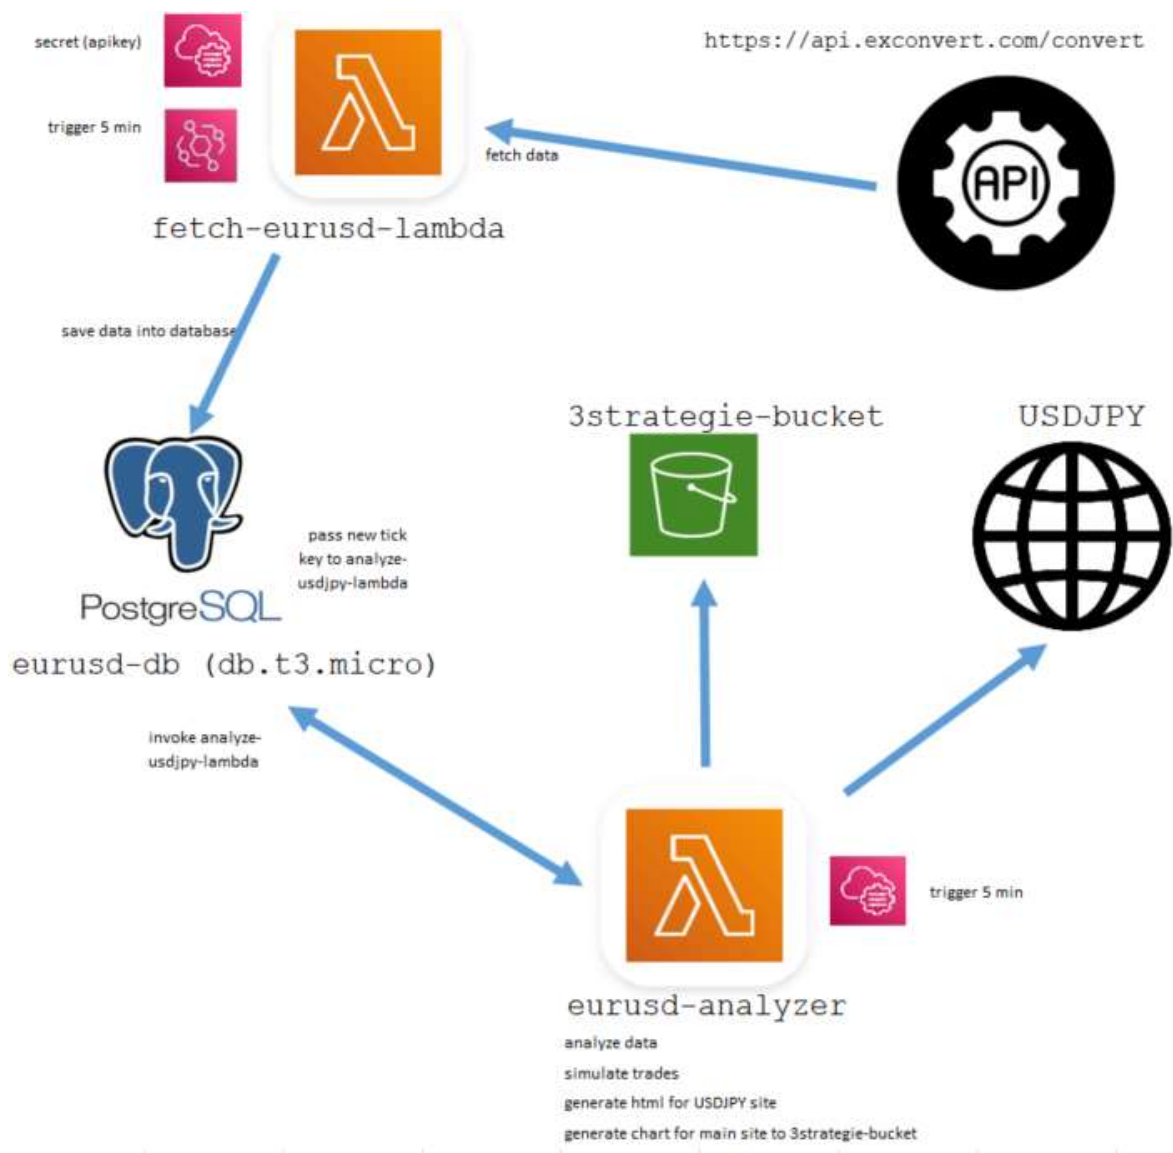 secret (apikey)
https://api.exconvert.com/convert
trigger 5 min
API
fetch data
fetch-eurusd-lambda
save data into database
3strategie-bucket
USDJPY
pass new tick
key to analyze-
usdjpy-lambda
PostgreSQL
eurusd-db (db.t3.micro)
invoke analyze-
usdjpy-lambda
trigger 5 min
eurusd-analyzer
analyze data
simulate trades
generate html for USDJPY site
generate chart for main site to 3strategie-bucket